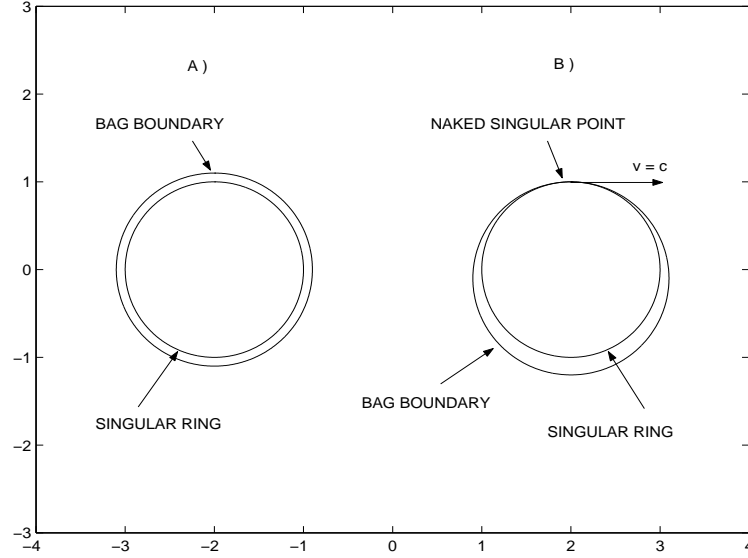 3
A )
B )
2
BAG BOUNDARY
NAKED SINGULAR POINT
v = c
1
0
−1
BAG BOUNDARY
SINGULAR RING
SINGULAR RING
−2
−3
−4 −3 −2 −1 0 1 2 3 4